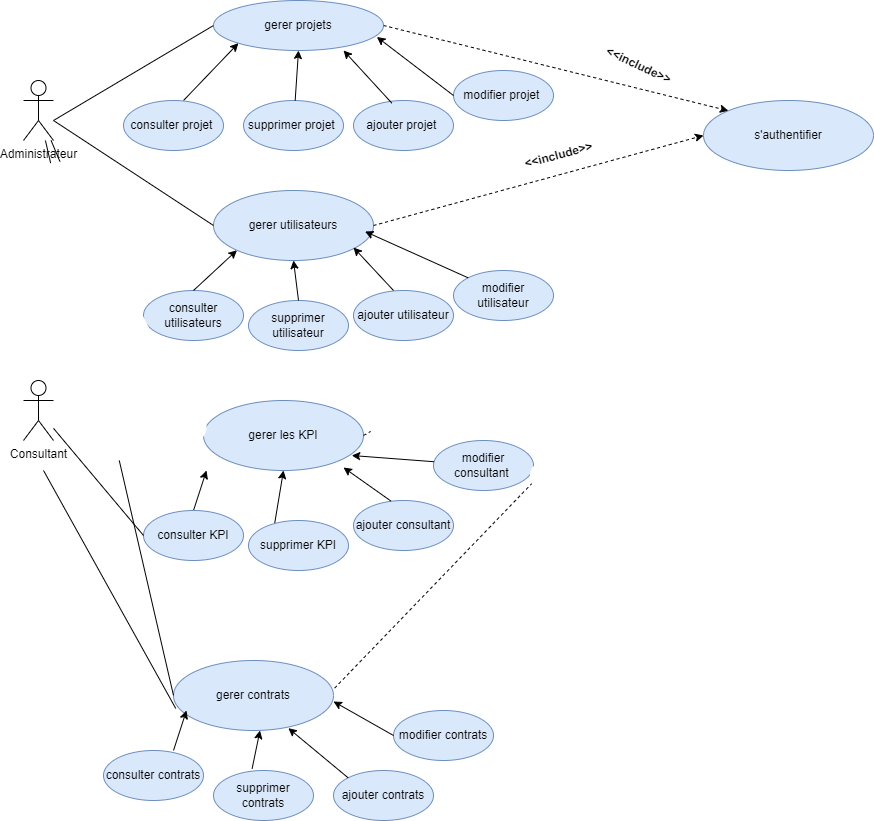 gerer projets
<<include>>
modifier projet
consulter projet
supprimer projet
ajouter projet
s'authentifier
Administrateur
<<include>>
gerer utilisateurs
modifier
utilisateur
consulter
utilisateurs
supprimer
utilisateur
ajouter utilisateur
Consultant
gerer les KPI
modifier
consultant
consulter KPI
supprimer KPI
ajouter consultant
gerer contrats
modifier contrats
consulter contrats
supprimer
contrats
ajouter contrats